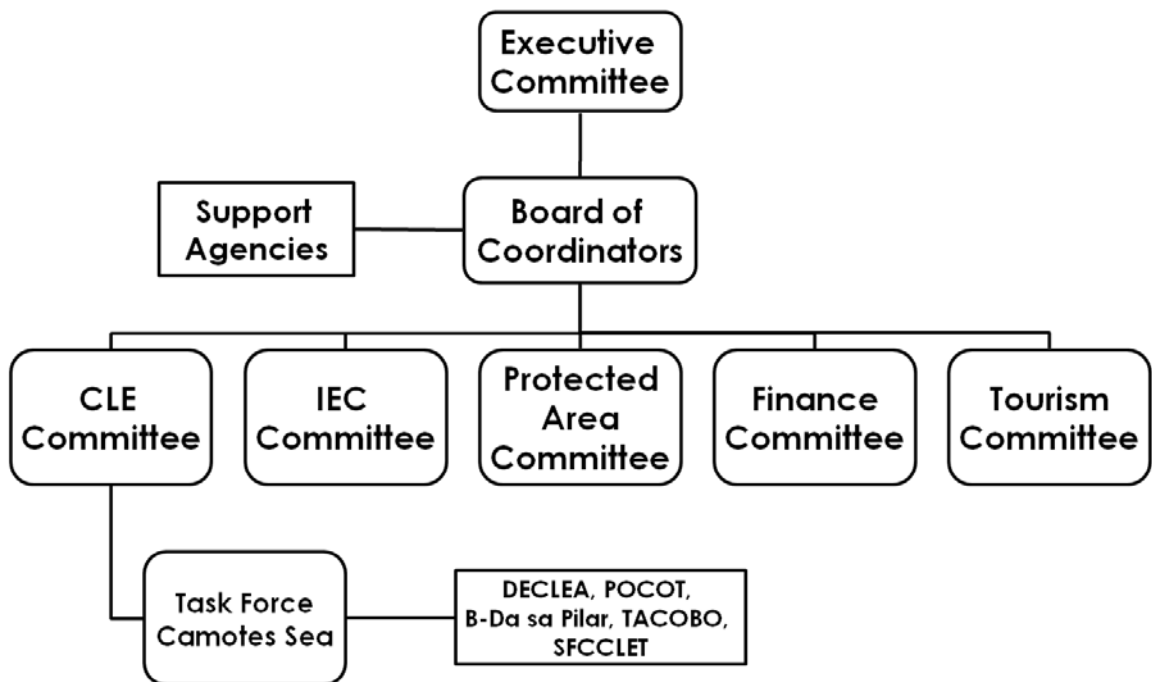 Executive
Committee
Support
Agencies
Board of
Coordinators
CLE
Committee
IEC
Committee
Protected
Area
Committee
Finance
Committee
Tourism
Committee
Task Force
Camotes Sea
DECLEA, POCOT,
B-Da sa Pilar, TACOBO,
SFCCLET